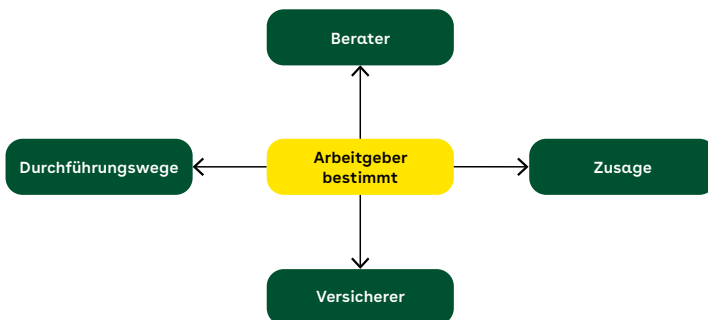 Berater
Durchführungswege
Arbeitgeber
bestimmt
Zusage
Versicherer